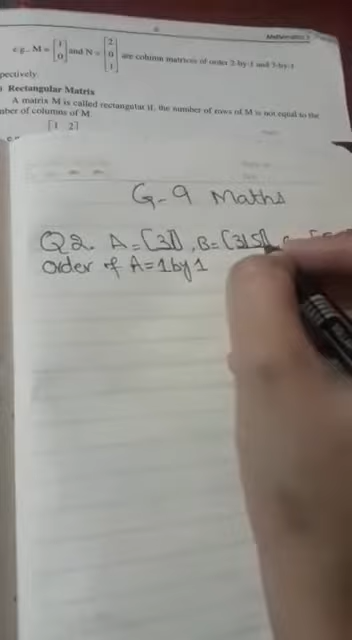 Mathematics
e.g., M = [1 0] and N = [2 0 1] are column matrices of order 2-by-1 and 3-by-1
pectively.
Rectangular Matrix
A matrix M is called rectangular if, the number of rows of M is not equal to the
mber of columns of M.
[1 2]
G-9 Maths
Q2. A = [3], B = [315],
Order of A = 1 by 1